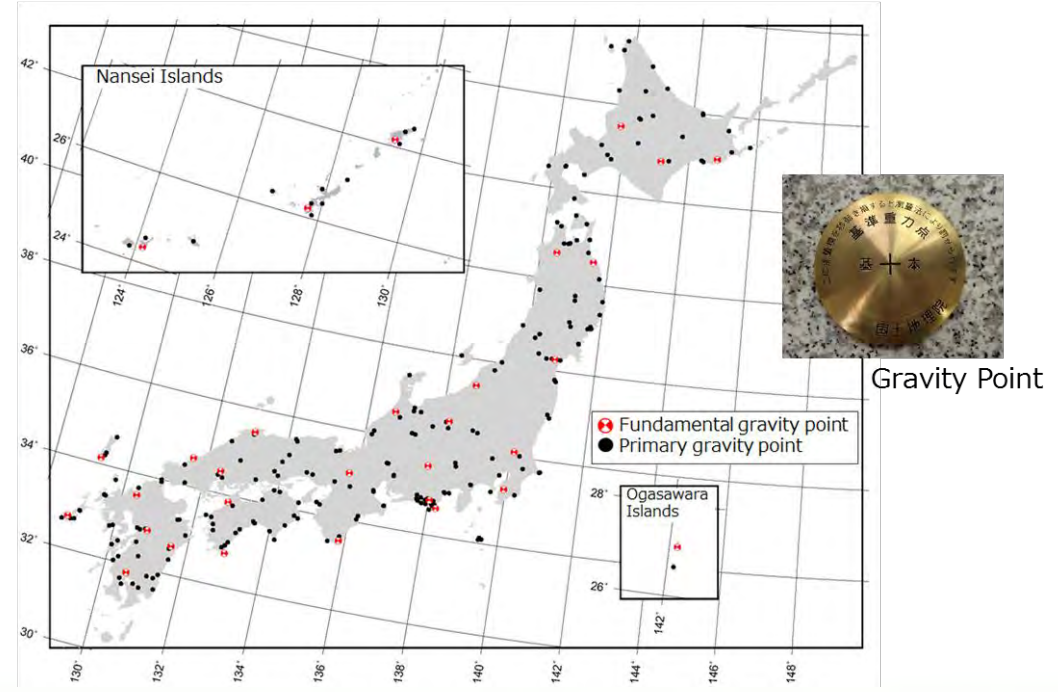 42°
40°
38°
36°
34°
32°
30°
Nansei Islands
26°
24°
124°
126°
128°
130°
基準重力点
基本
国土地理院
Gravity Point
Fundamental gravity point
Primary gravity point
28°
Ogasawara
Islands
26°
142°
130°
132°
134°
136°
138°
140°
142°
144°
146°
148°